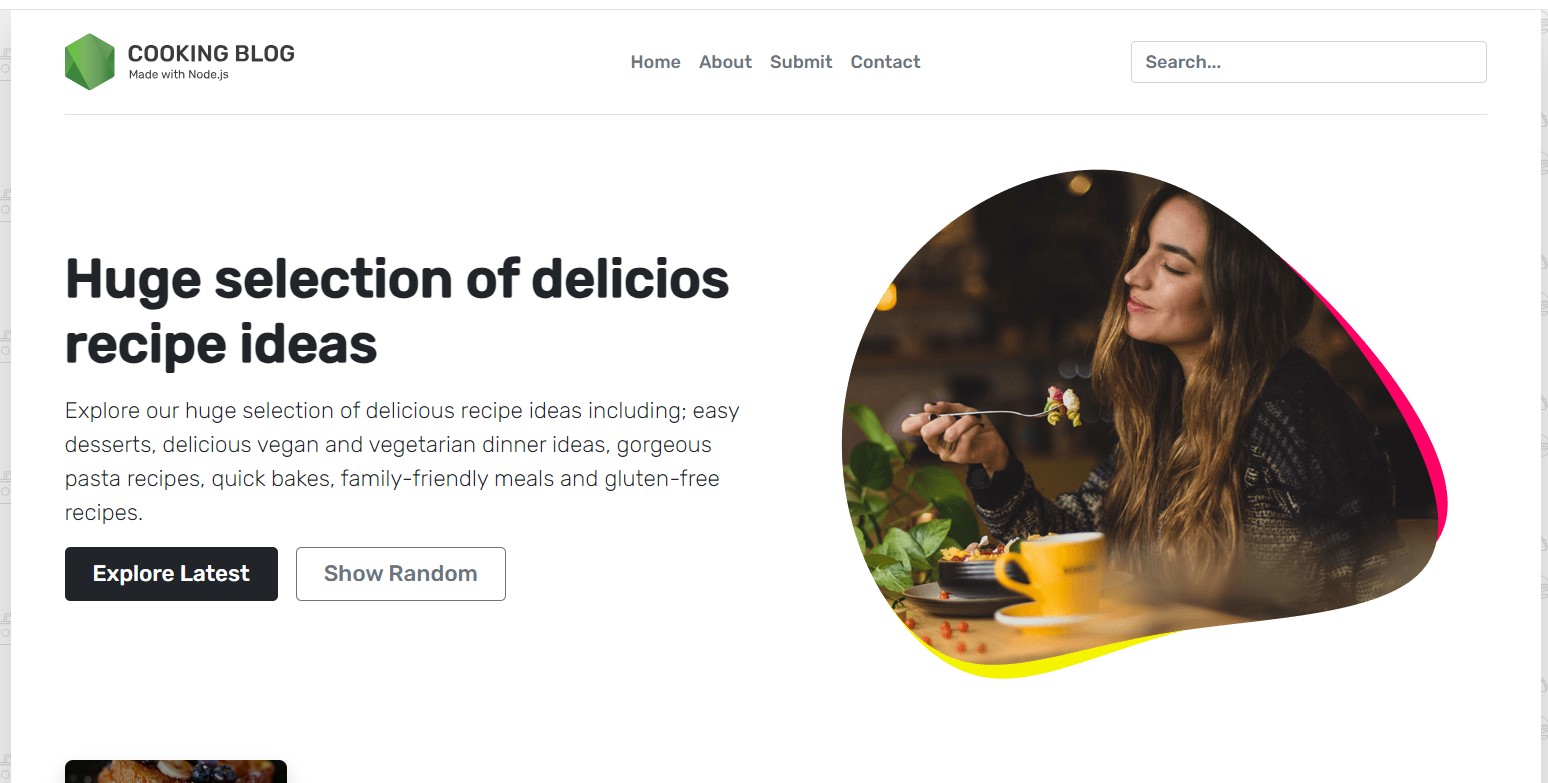 COOKING BLOG
Made with Node.js
Home About Submit Contact
Search...
Huge selection of delicios
recipe ideas
Explore our huge selection of delicious recipe ideas including; easy
desserts, delicious vegan and vegetarian dinner ideas, gorgeous
pasta recipes, quick bakes, family-friendly meals and gluten-free
recipes.
Explore Latest
Show Random